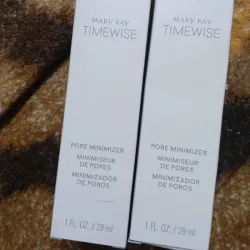 MARY KAY
TIMEWISE
PORE MINIMIZER
MINIMISEUR
DE PORES
MINIMIZADOR
DE POROS
1 FL. OZ. / 29 ml
MARY KAY
TIMEWISE
PORE MINIMIZER
MINIMISEUR
DE PORES
MINIMIZADOR
DE POROS
1 FL. OZ. / 29 ml